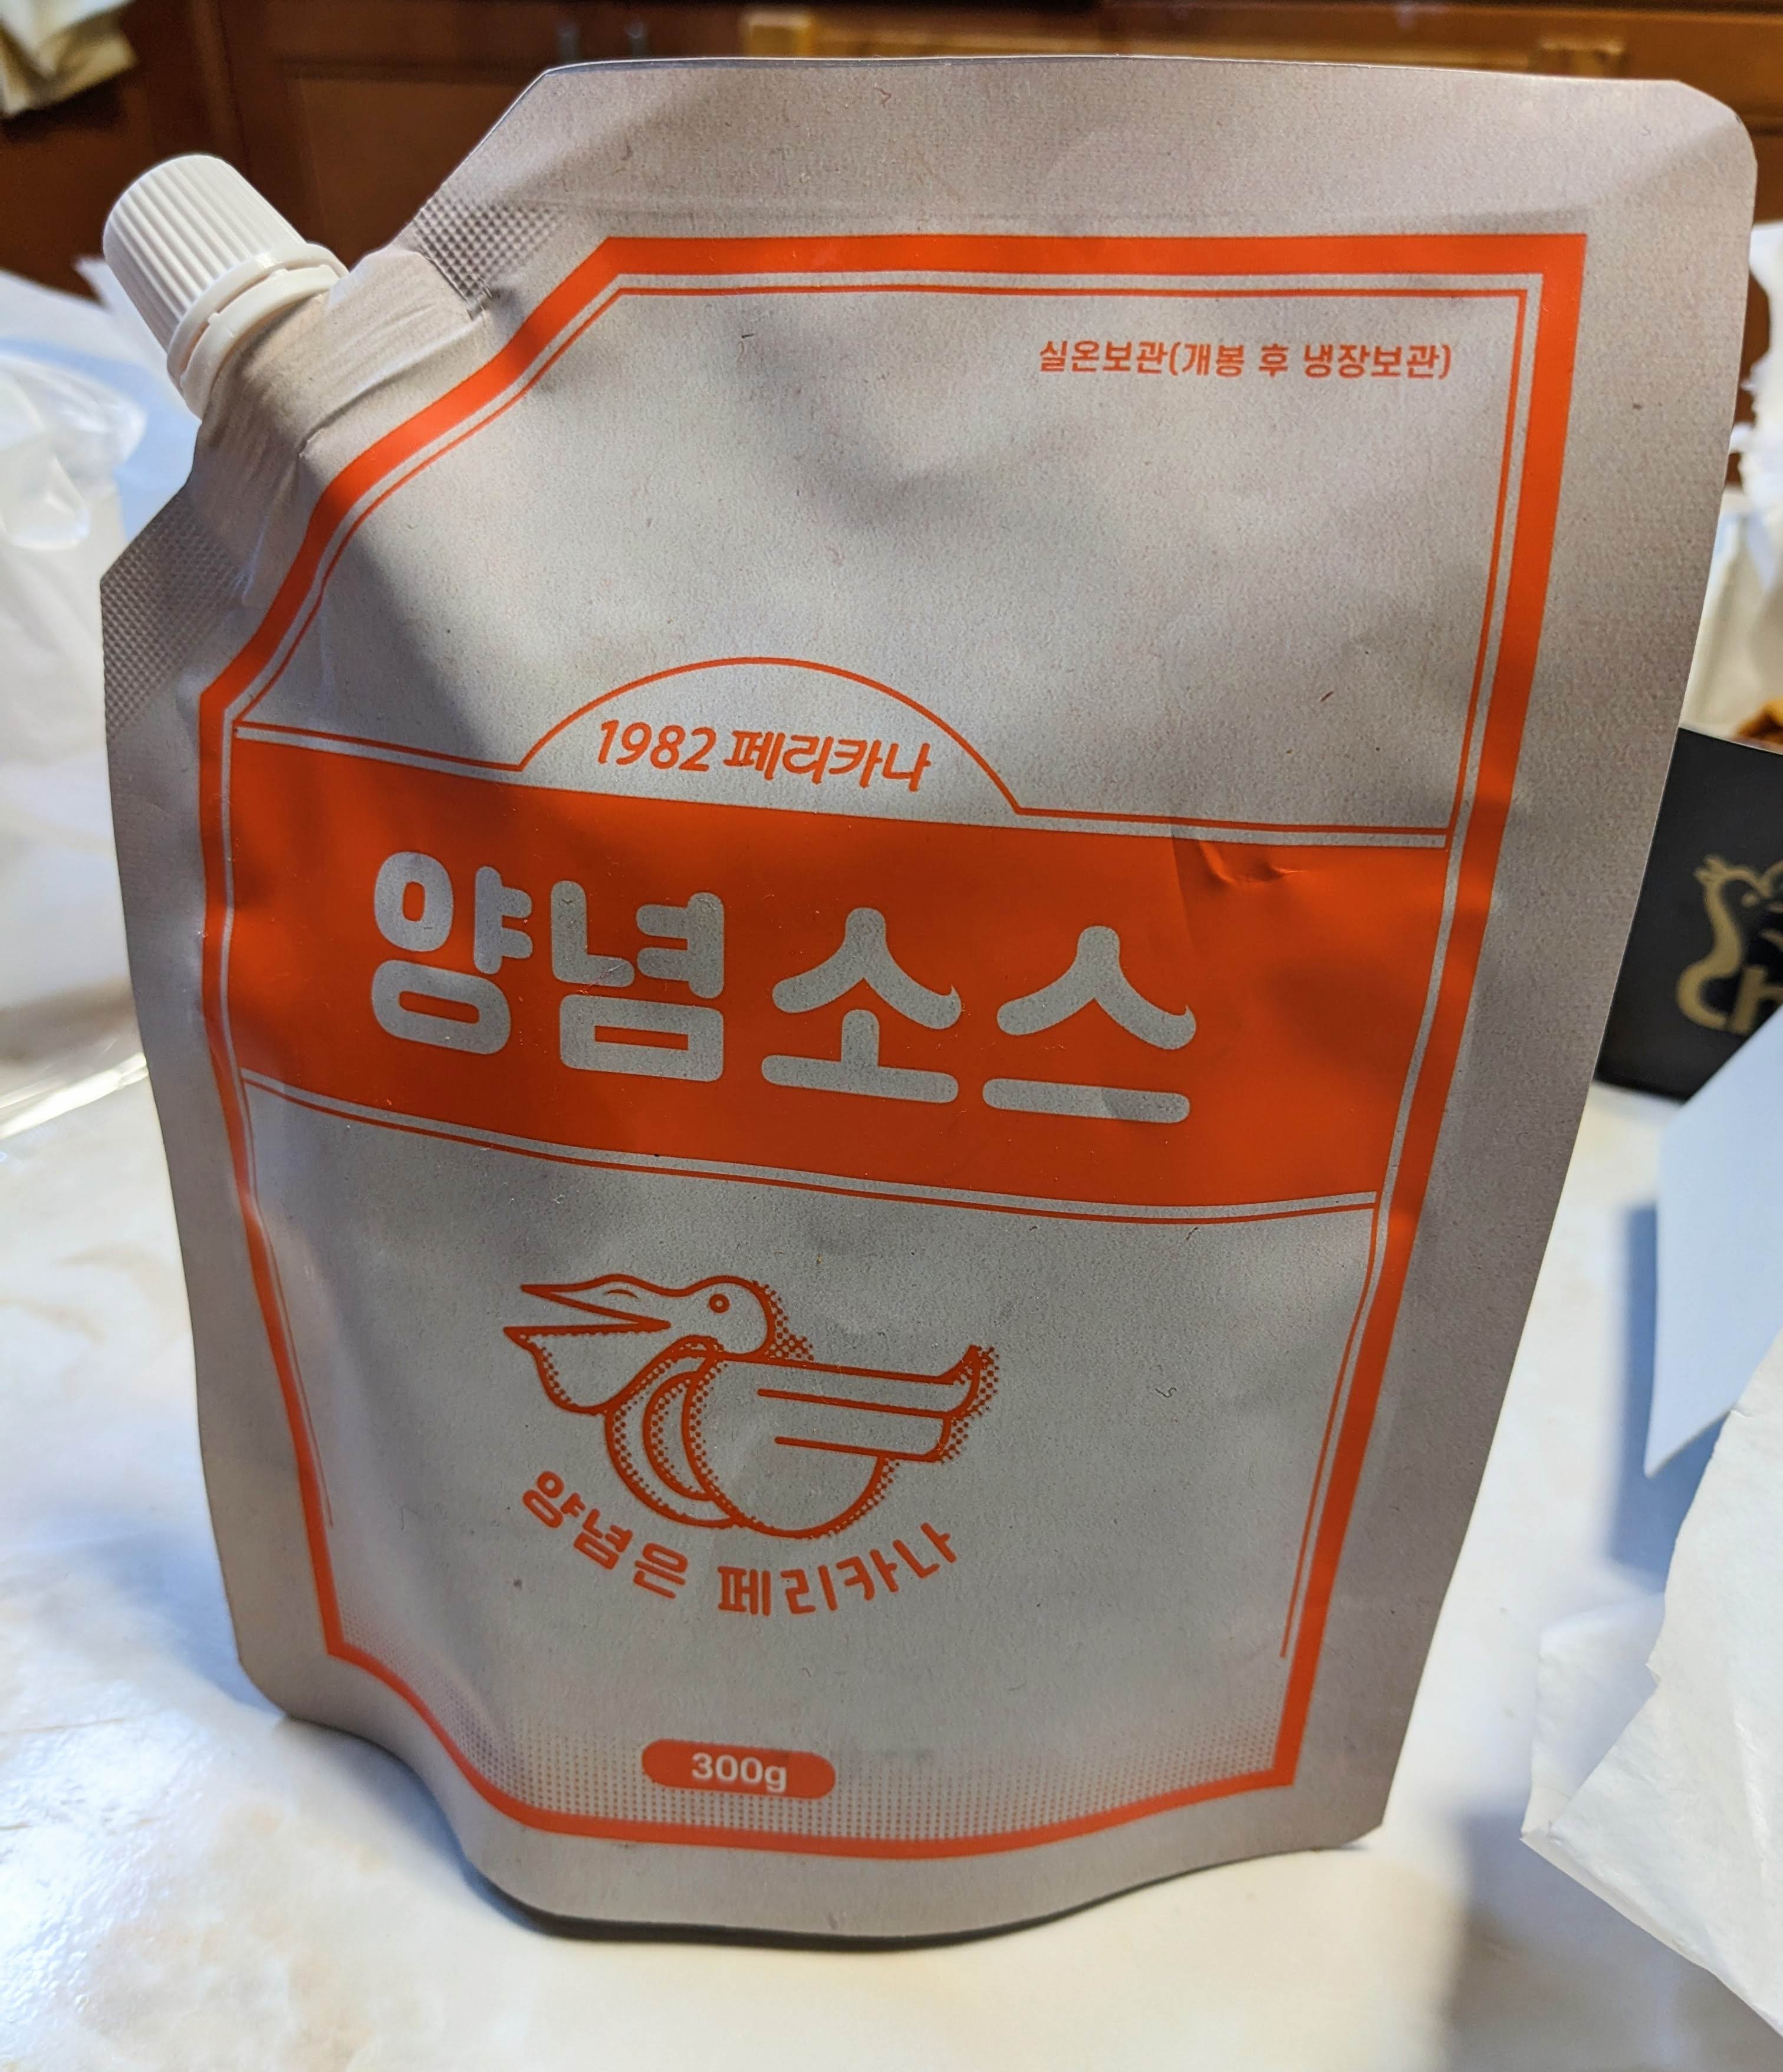 실온보관(개봉 후 냉장보관)
1982 페리카나
양념소스
양념은 페리카나
300g